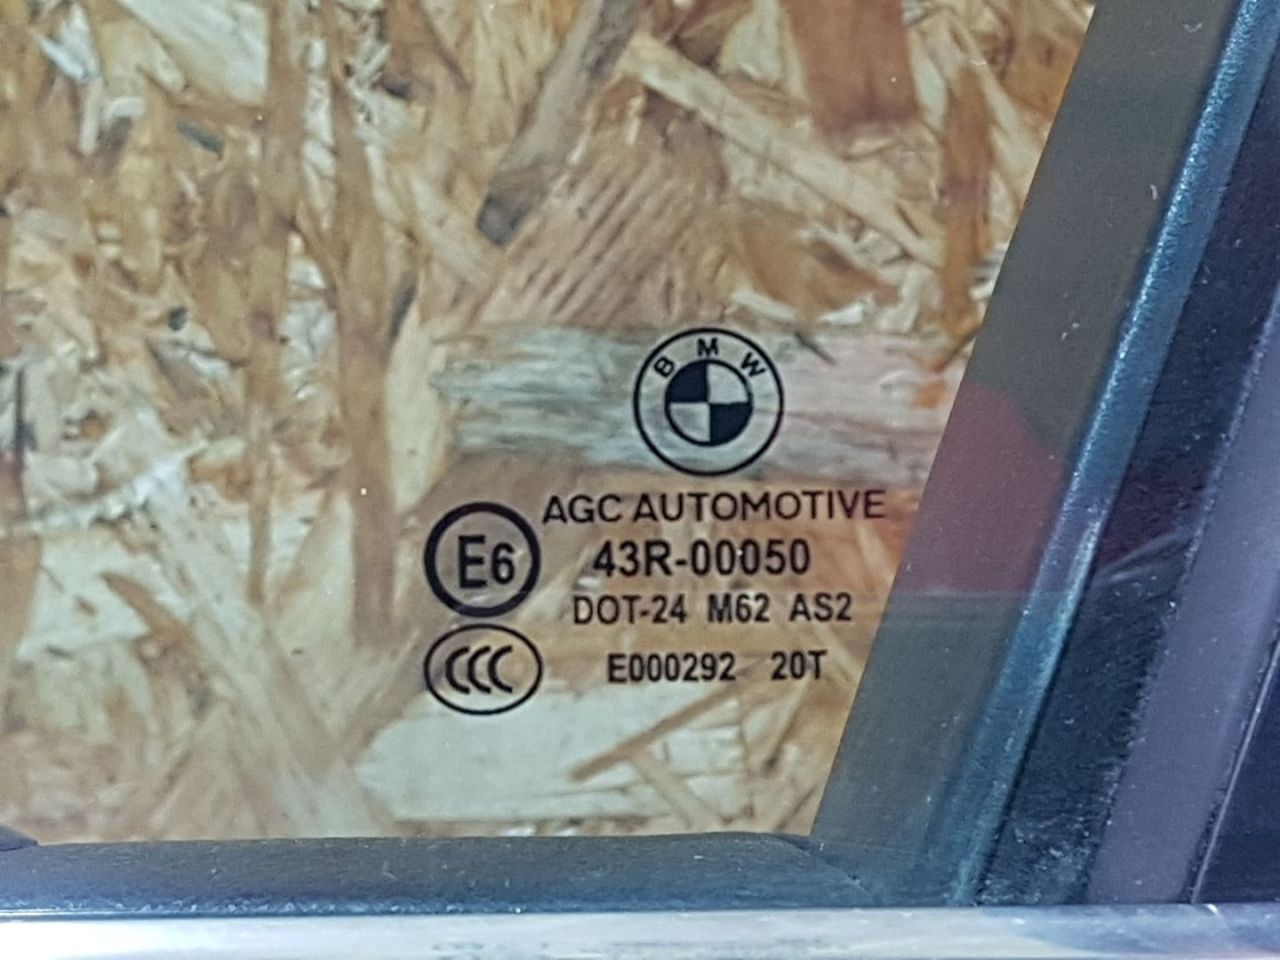 BMW
AGC AUTOMOTIVE
E6
43R-00050
DOT-24 M62 AS2
CCC
E000292 20T